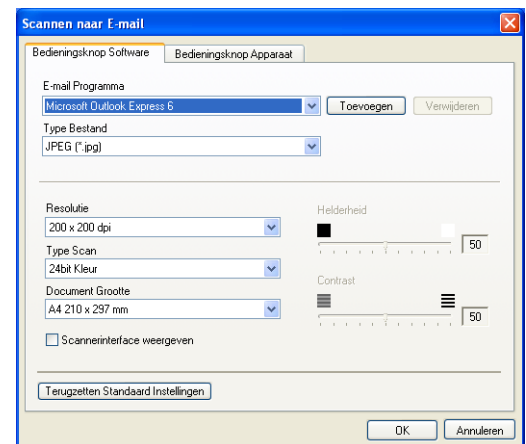 Scannen naar E-mail
Bedieningsknop Software
Bedieningsknop Apparaat
E-mail Programma
Microsoft Outlook Express 6
Toevoegen
Verwijderen
Type Bestand
JPEG (*.jpg)
Resolutie
200 x 200 dpi
Type Scan
24bit Kleur
Document Grootte
A4 210 x 297 mm
Scannerinterface weergeven
Helderheid
50
Contrast
50
Terugzetten Standaard Instellingen
OK
Annuleren